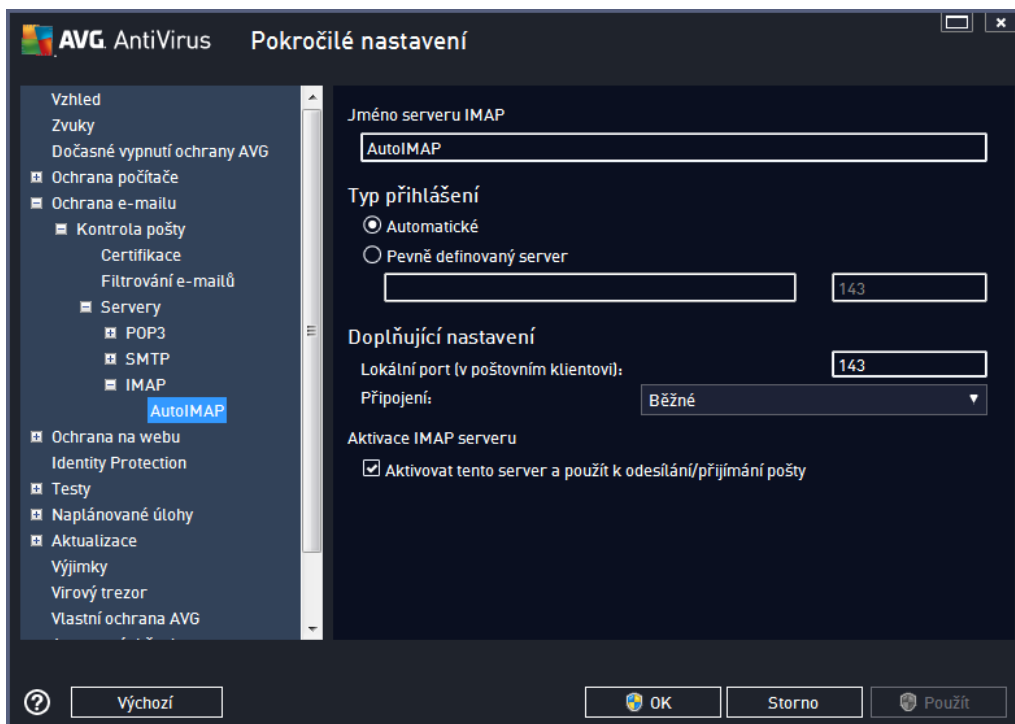 AVG. AntiVirus Pokročilé nastavení
Vzhled
Zvuky
Dočasné vypnutí ochrany AVG
Ochrana počítače
Ochrana e-mailu
Kontrola pošty
Certifikace
Filtrování e-mailů
Servery
POP3
SMTP
IMAP
AutoIMAP
Ochrana na webu
Identity Protection
Testy
Naplánované úlohy
Aktualizace
Výjimky
Virový trezor
Vlastní ochrana AVG
Jméno serveru IMAP
AutoIMAP
Typ přihlášení
Automatické
Pevně definovaný server
143
Doplňující nastavení
Lokální port (v poštovním klientovi): 143
Připojení: Běžné
Aktivace IMAP serveru
Aktivovat tento server a použít k odesílání/přijímání pošty
Výchozí OK Storno Použít